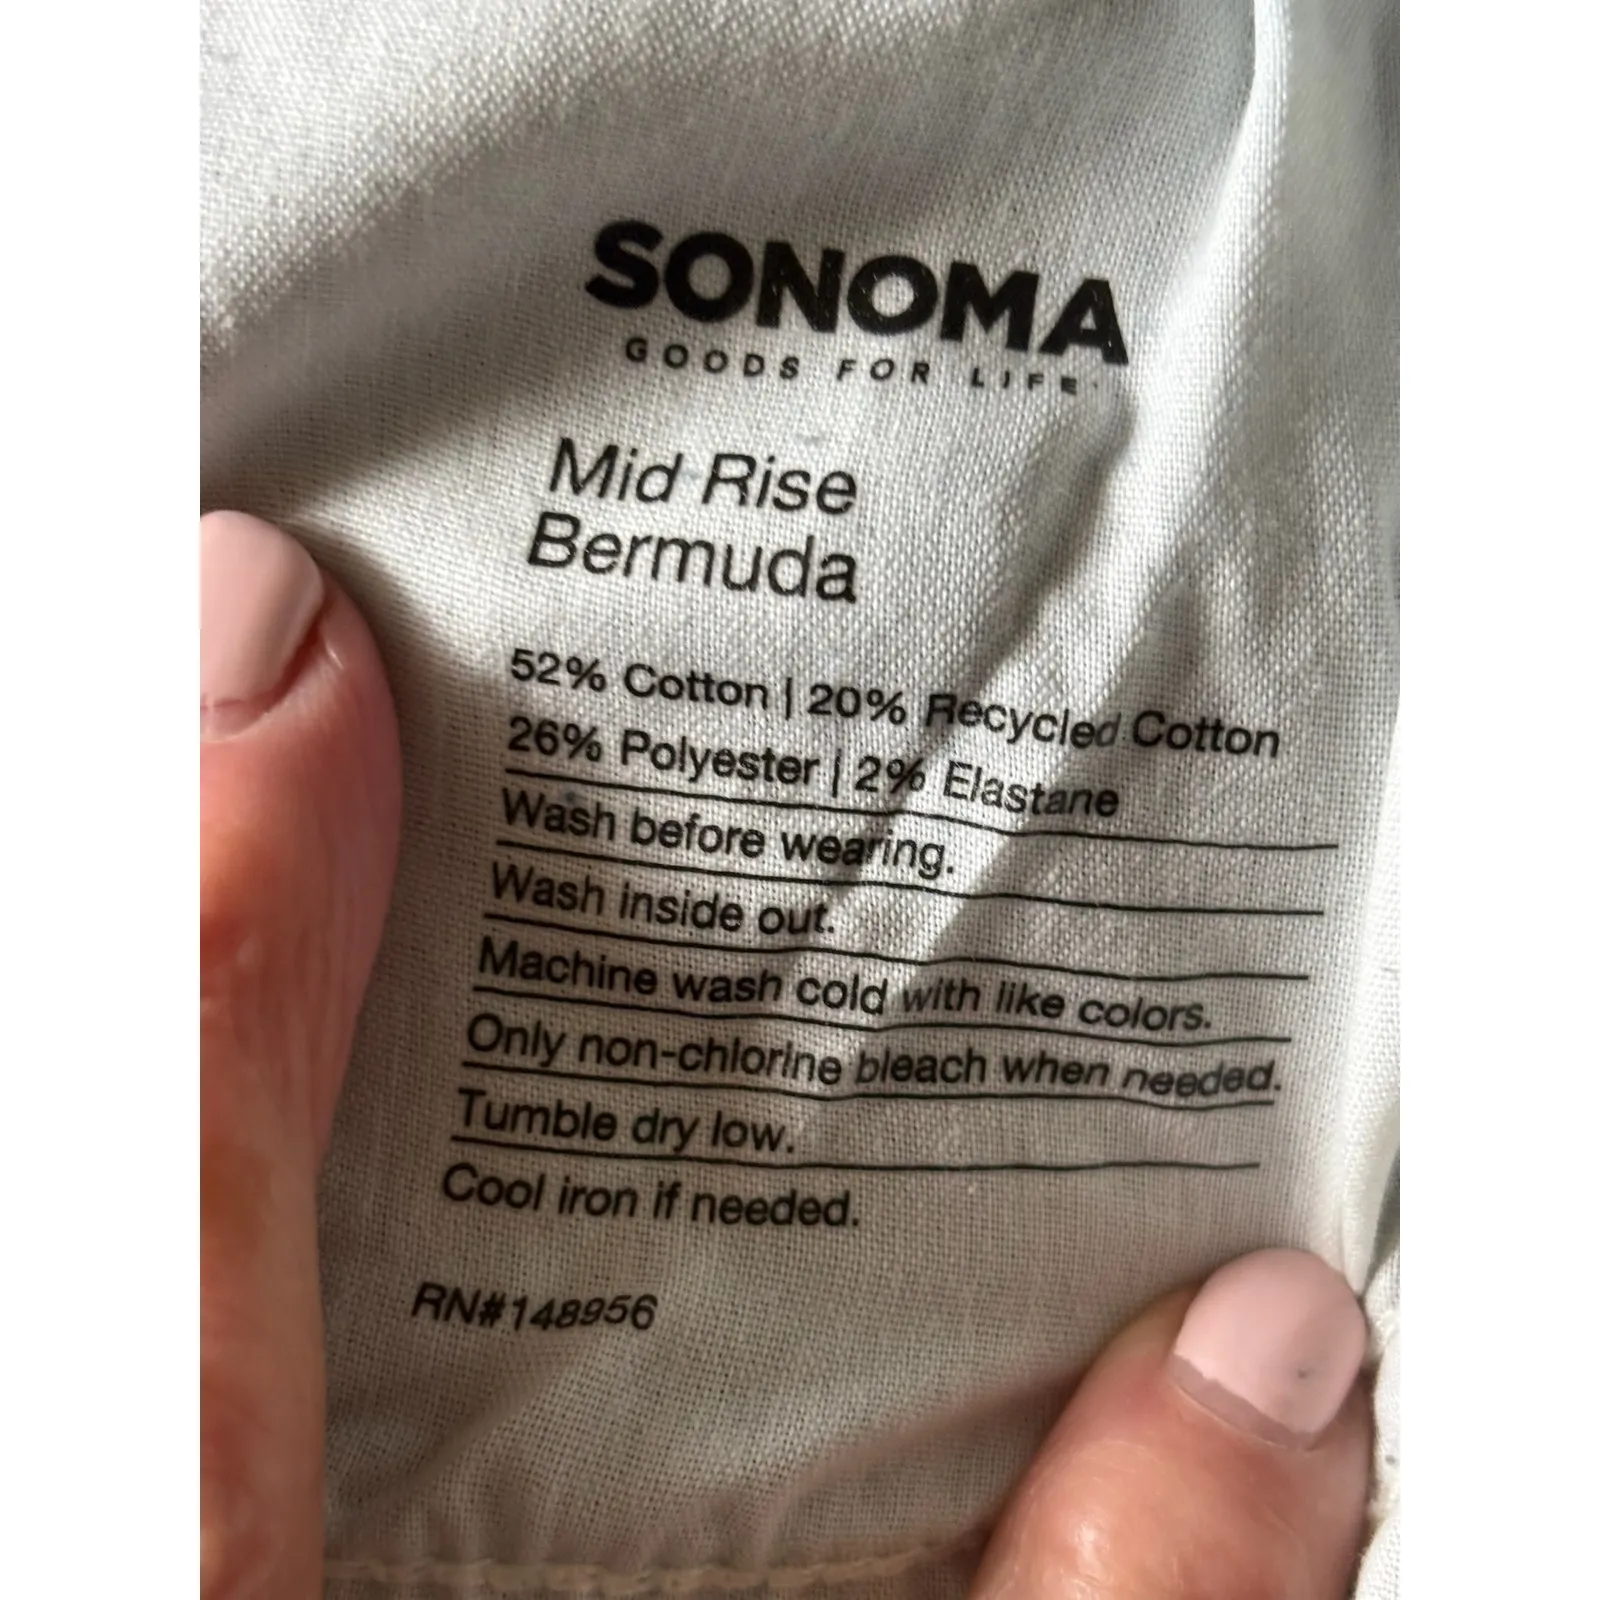 SONOMA
GOODS FOR LIFE
Mid Rise
Bermuda
52% Cotton | 20% Recycled Cotton
26% Polyester | 2% Elastane
Wash before wearing.
Wash inside out.
Machine wash cold with like colors.
Only non-chlorine bleach when needed.
Tumble dry low.
Cool iron if needed.
RN#148956